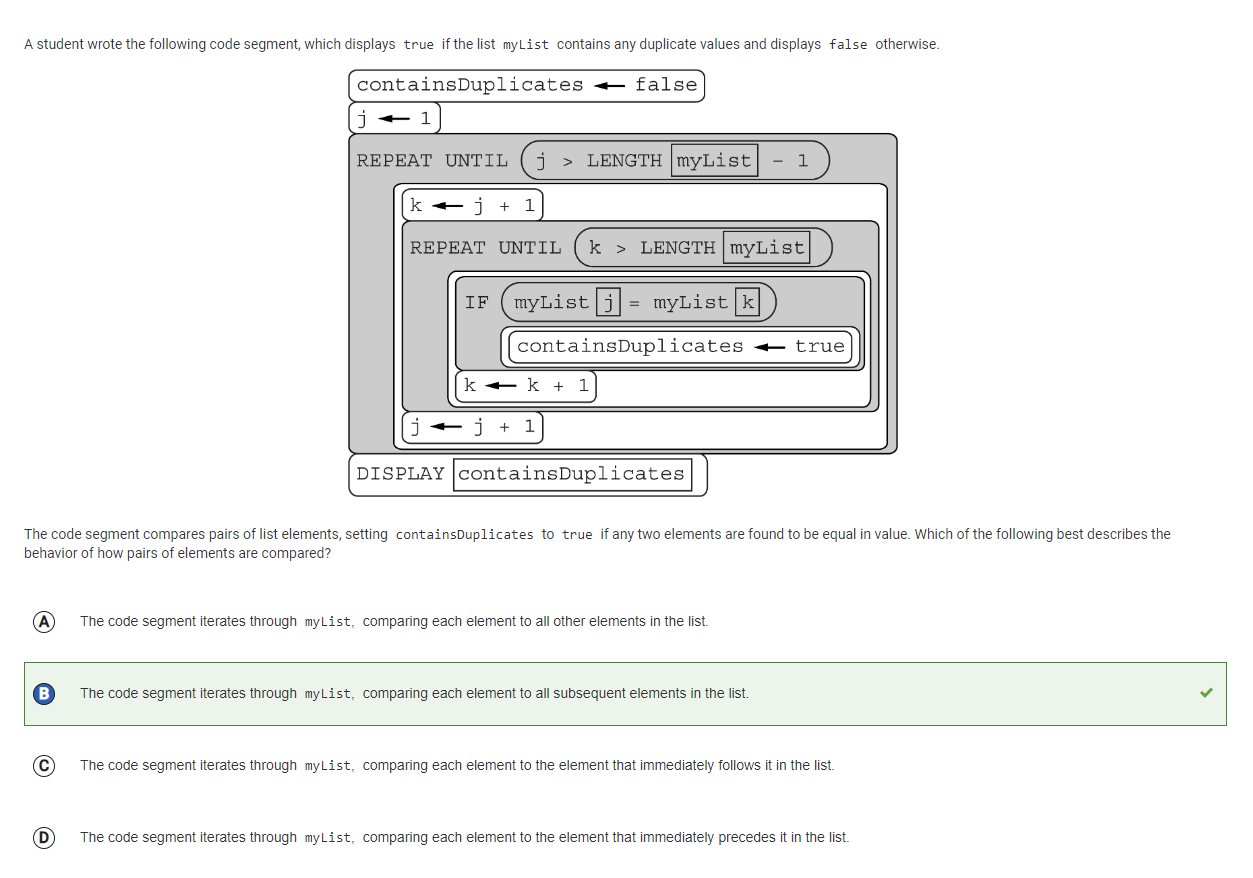 A student wrote the following code segment, which displays true if the list myList contains any duplicate values and displays false otherwise.
containsDuplicates ← false
j ← 1
REPEAT UNTIL j > LENGTH myList - 1
k ← j + 1
REPEAT UNTIL k > LENGTH myList
IF myList j = myList k
containsDuplicates ← true
k ← k + 1
j ← j + 1
DISPLAY containsDuplicates
The code segment compares pairs of list elements, setting containsDuplicates to true if any two elements are found to be equal in value. Which of the following best describes the
behavior of how pairs of elements are compared?
A The code segment iterates through myList, comparing each element to all other elements in the list.
B The code segment iterates through myList, comparing each element to all subsequent elements in the list.
C The code segment iterates through myList, comparing each element to the element that immediately follows it in the list.
D The code segment iterates through myList, comparing each element to the element that immediately precedes it in the list.